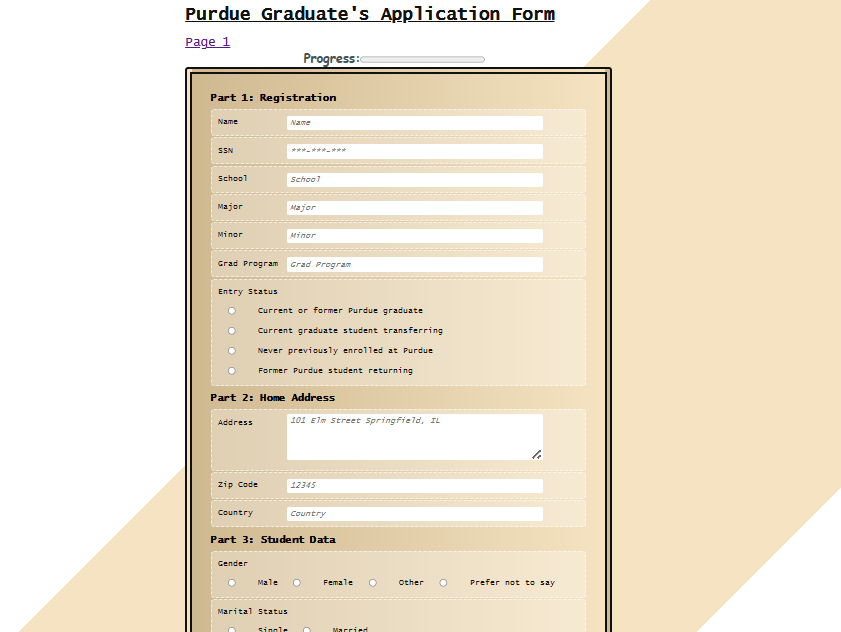 Purdue Graduate's Application Form
Page 1
Progress:
Part 1: Registration
Name Name
SSN ***-***-***
School School
Major Major
Minor Minor
Grad Program Grad Program
Entry Status
Current or former Purdue graduate
Current graduate student transferring
Never previously enrolled at Purdue
Former Purdue student returning
Part 2: Home Address
Address 101 Elm Street Springfield, IL
Zip Code 12345
Country Country
Part 3: Student Data
Gender
Male Female Other Prefer not to say
Marital Status
Single Married